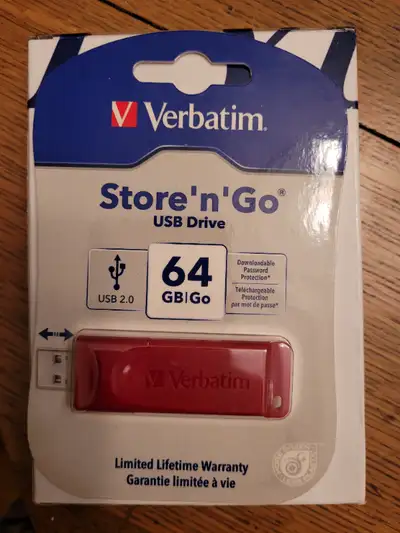 Verbatim.
Store'n'Go®
USB Drive
USB 2.0
64
GB|Go
Downloadable
Password
Protection*
Téléchargeable
Protection
par mot de passe*
Verbatim
Limited Lifetime Warranty
Garantie limitée à vie